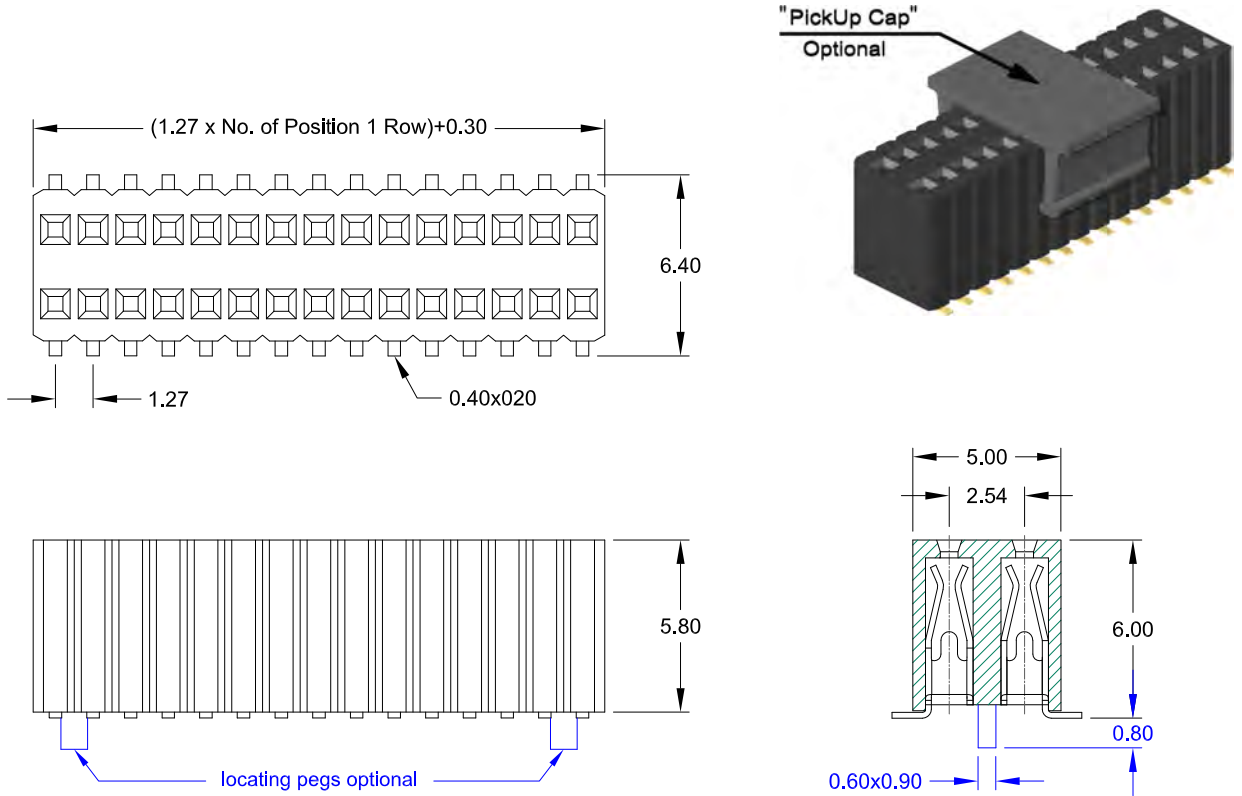 "PickUp Cap"
Optional
(1.27 x No. of Position 1 Row)+0.30
6.40
1.27
0.40x020
5.00
2.54
5.80
6.00
0.80
locating pegs optional
0.60x0.90